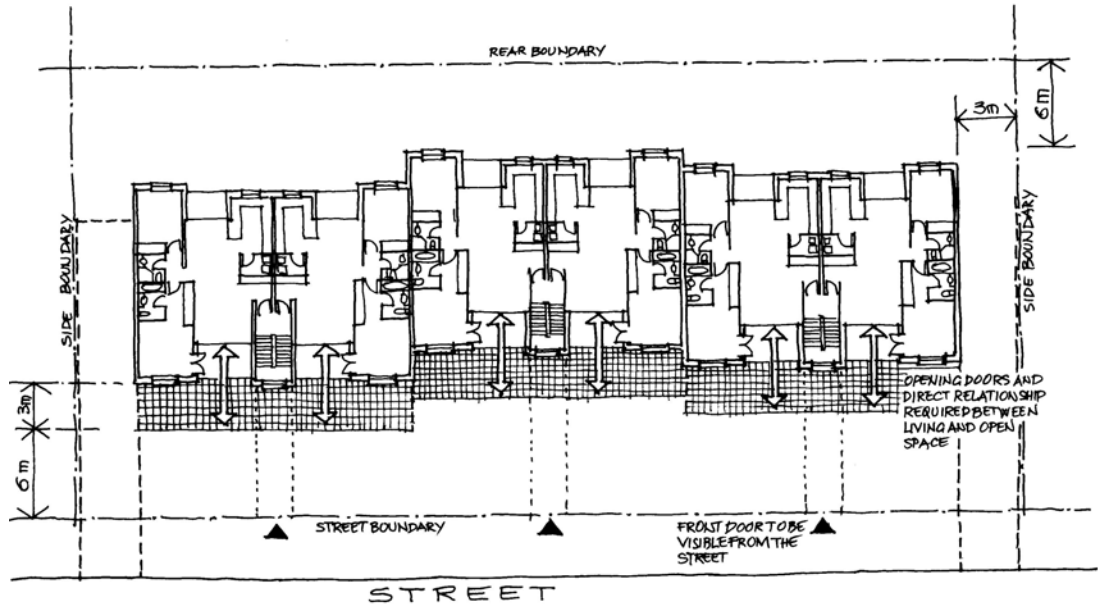 REAR BOUNDARY
3m
6m
SIDE BOUNDARY
SIDE BOUNDARY
OPENING DOORS AND
DIRECT RELATIONSHIP
REQUIRED BETWEEN
LIVING AND OPEN
SPACE
3m
6m
STREET BOUNDARY
FRONT DOOR TO BE
VISIBLE FROM THE
STREET
STREET